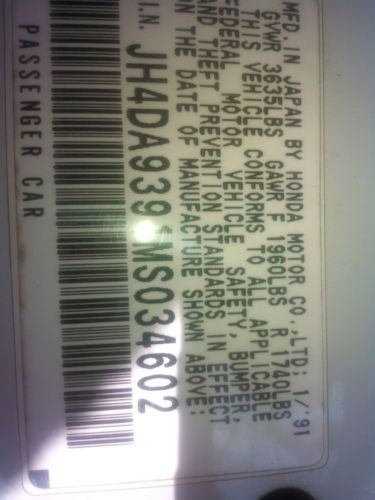 MFD. IN JAPAN BY HONDA MOTOR CO.,LTD; 1/'91
GVWR 3635LBS GAWR F 1960LBS R 1740LBS
THIS VEHICLE CONFORMS TO ALL APPLICABLE
FEDERAL MOTOR VEHICLE SAFETY, BUMPER,
AND THEFT PREVENTION STANDARDS IN EFFECT
ON THE DATE OF MANUFACTURE SHOWN ABOVE:
I.N. JH4DA9391MS034602
PASSENGER CAR